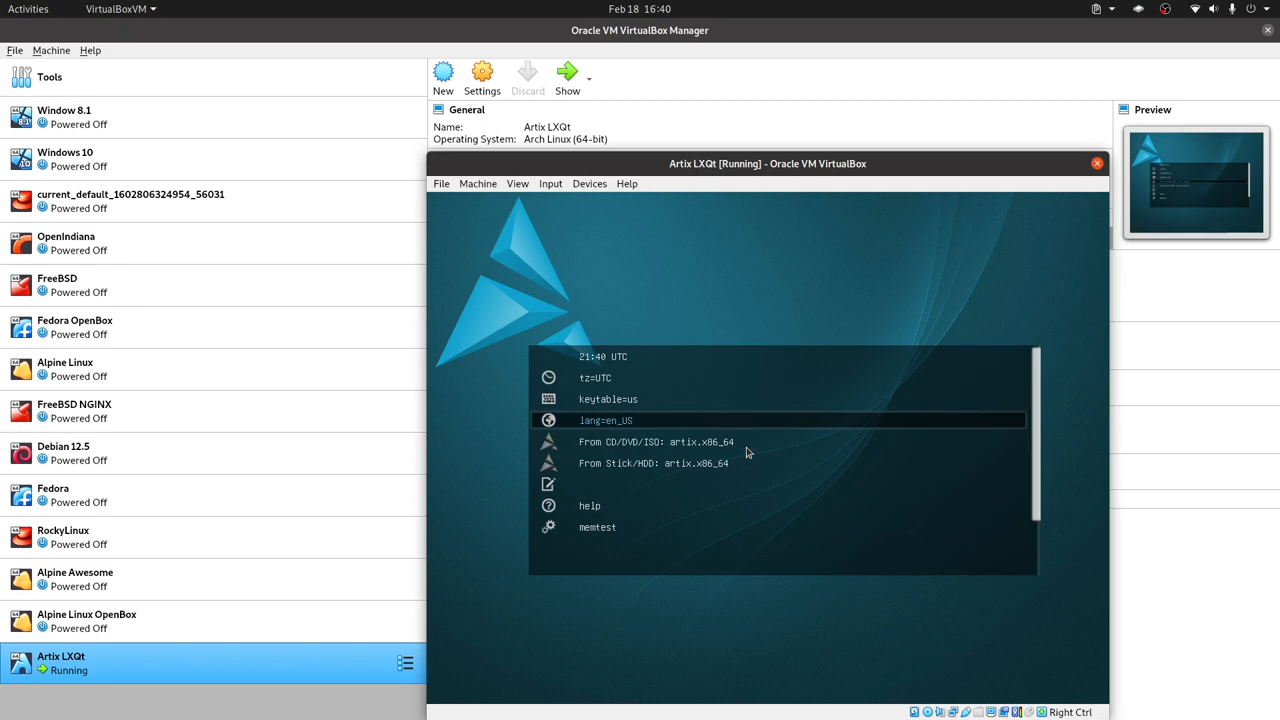 Activities VirtualBoxVM Feb 18 16:40
Oracle VM VirtualBox Manager
File Machine Help
Tools
New Settings Discard Show
Window 8.1
Powered Off
Windows 10
Powered Off
current_default_1602806324954_56031
Powered Off
OpenIndiana
Powered Off
FreeBSD
Powered Off
Fedora OpenBox
Powered Off
Alpine Linux
Powered Off
FreeBSD NGINX
Powered Off
Debian 12.5
Powered Off
Fedora
Powered Off
RockyLinux
Powered Off
Alpine Awesome
Powered Off
Alpine Linux OpenBox
Powered Off
Artix LXQt
Running
General
Name: Artix LXQt
Operating System: Arch Linux (64-bit)
Preview
Artix LXQt [Running] - Oracle VM VirtualBox
File Machine View Input Devices Help
21:40 UTC
tz=UTC
keytable=us
lang=en_US
From CD/DVD/ISO: artix.x86_64
From Stick/HDD: artix.x86_64
help
memtest
Right Ctrl